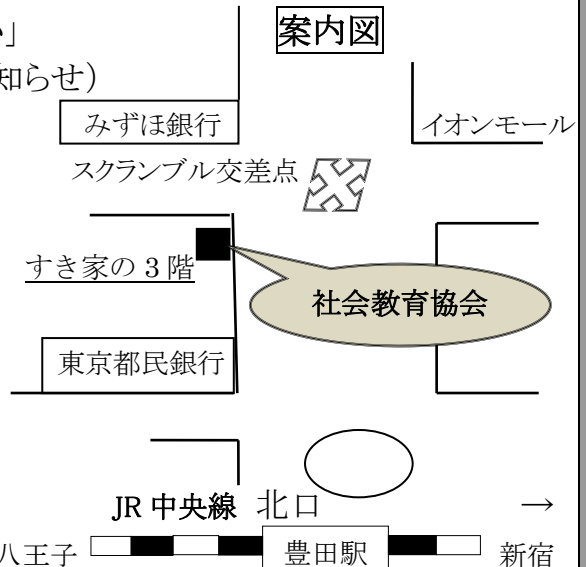 い」
案内図
知らせ）
みずほ銀行
イオンモール
スクランブル交差点
すき家の3階
社会教育協会
東京都民銀行
JR 中央線 北口 →
八王子
豊田駅
新宿